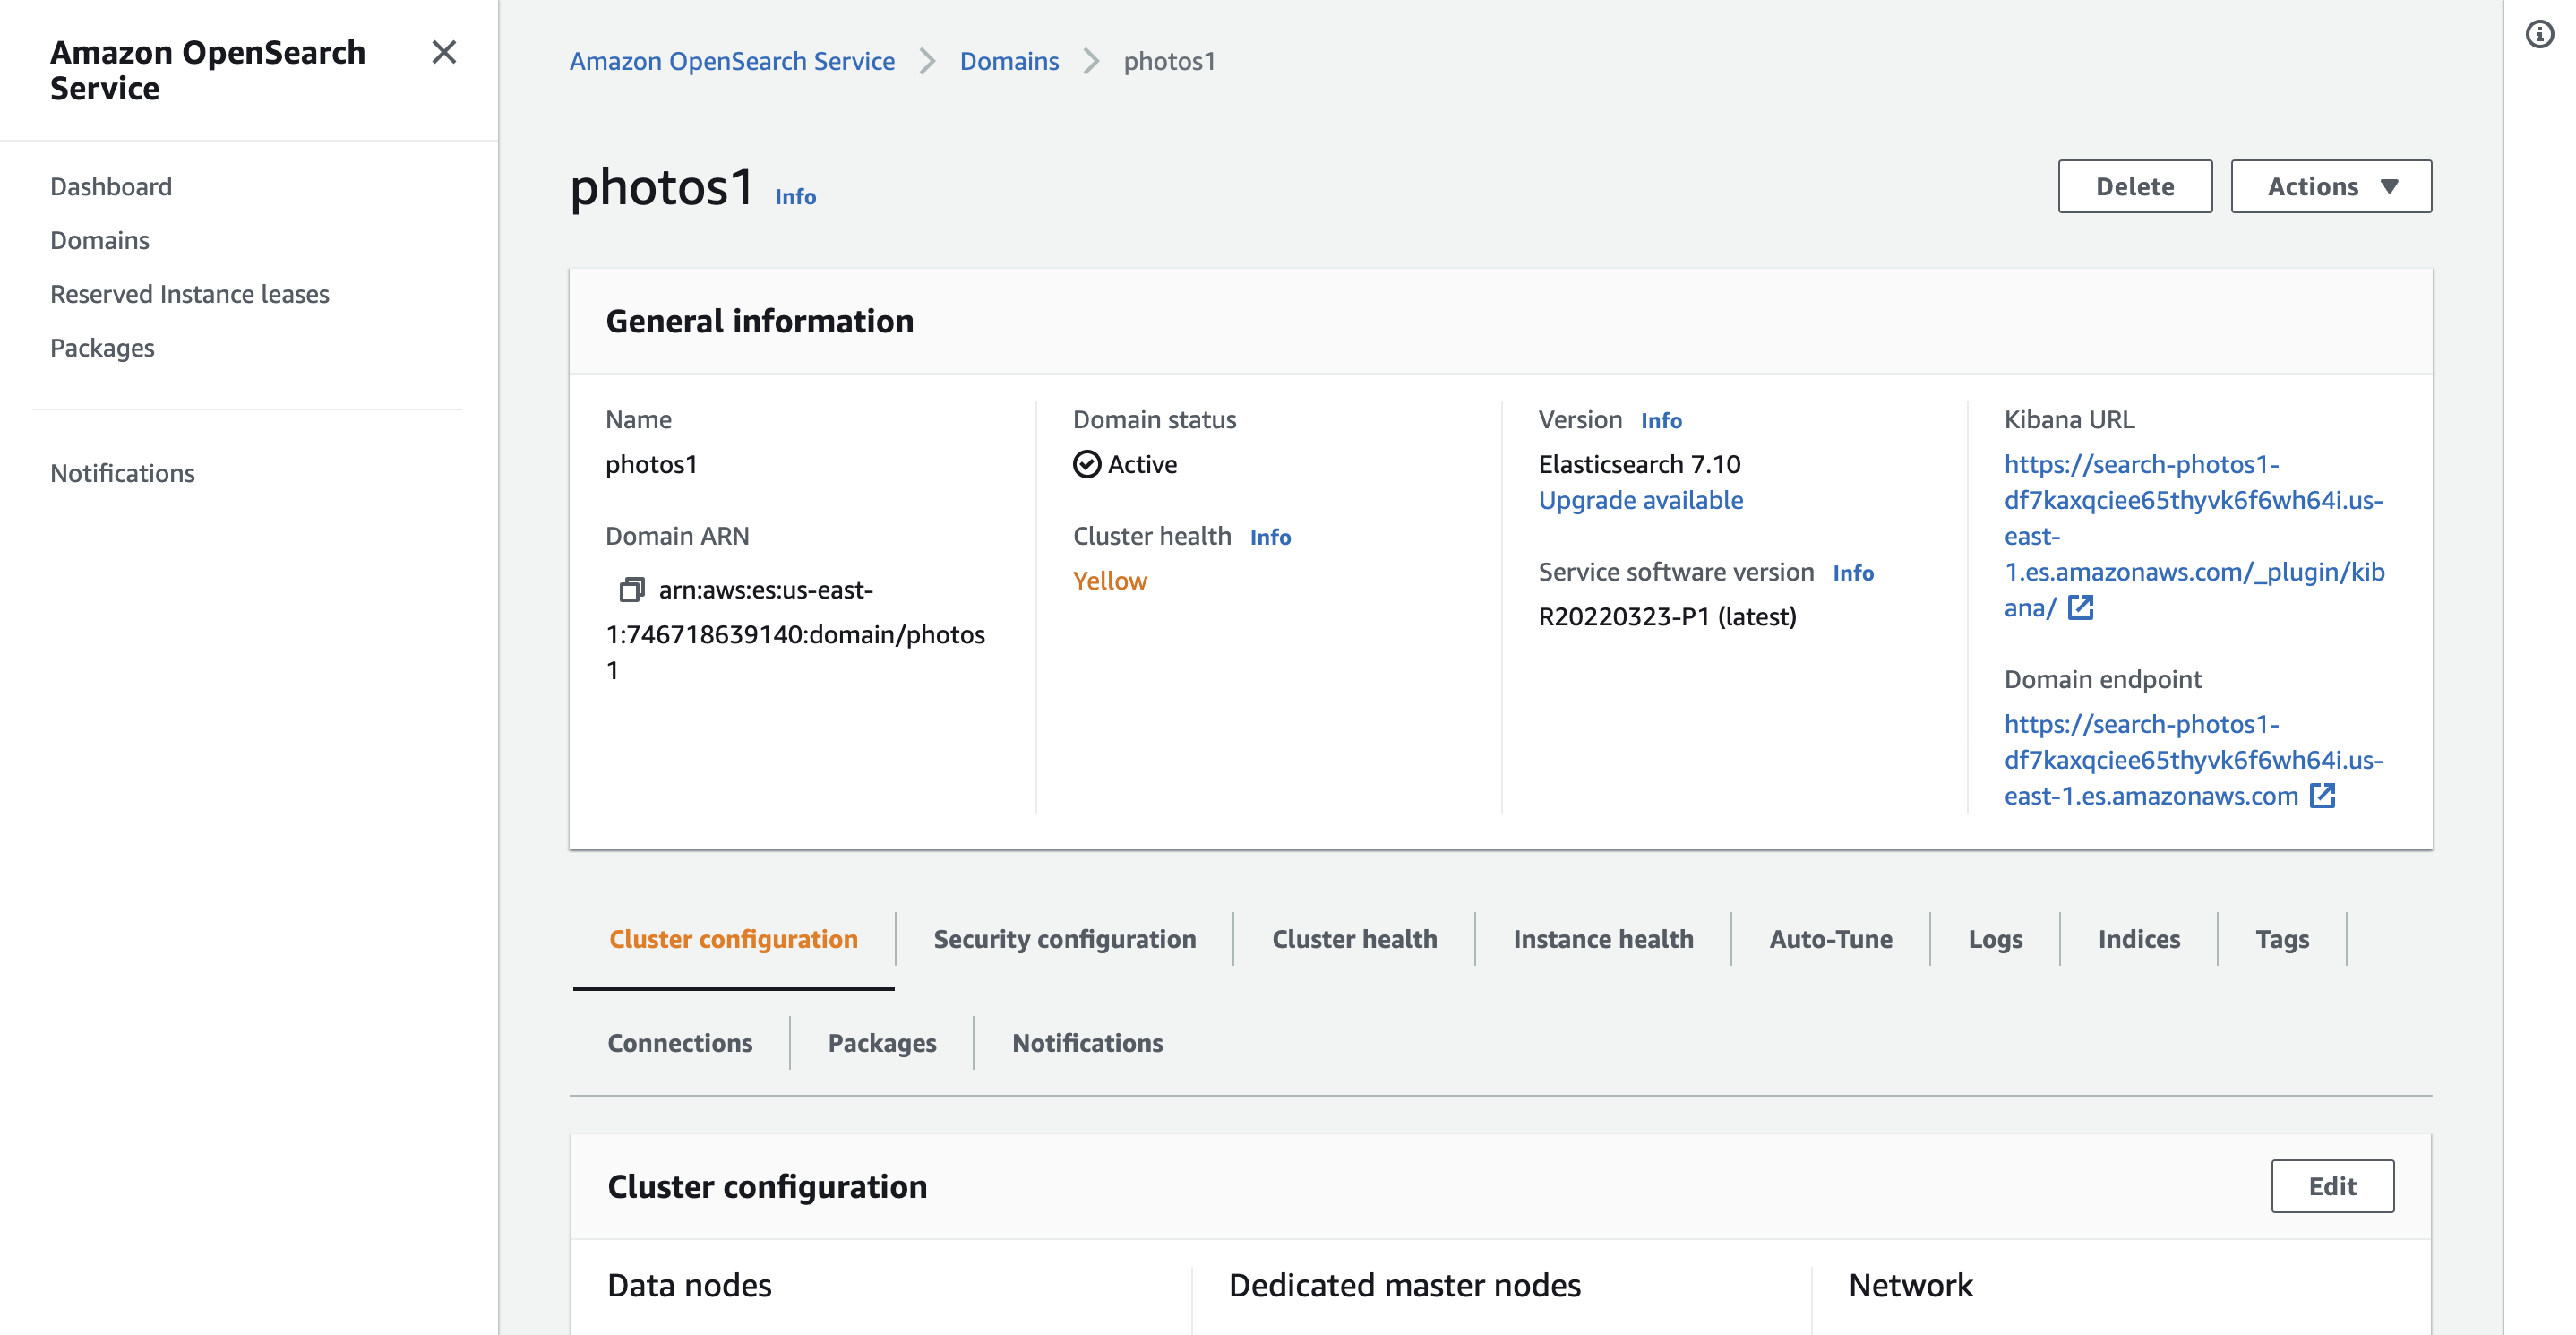 Amazon OpenSearch
Service
Dashboard
Domains
Reserved Instance leases
Packages
Notifications
Amazon OpenSearch Service
Domains
photos1
photos1 Info
Delete
Actions
General information
Name
photos1
Domain ARN
arn:aws:es:us-east-
1:746718639140:domain/photos
1
Domain status
Active
Cluster health Info
Yellow
Version Info
Elasticsearch 7.10
Upgrade available
Service software version Info
R20220323-P1 (latest)
Kibana URL
https://search-photos1-
df7kaxqciee65thyvk6f6wh64i.us-
east-
1.es.amazonaws.com/_plugin/kib
ana/
Domain endpoint
https://search-photos1-
df7kaxqciee65thyvk6f6wh64i.us-
east-1.es.amazonaws.com
Cluster configuration
Security configuration
Cluster health
Instance health
Auto-Tune
Logs
Indices
Tags
Connections
Packages
Notifications
Cluster configuration
Edit
Data nodes
Dedicated master nodes
Network